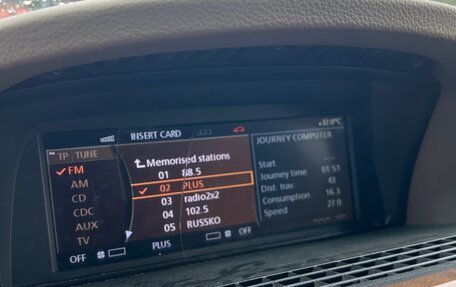 INSERT CARD
+32.0°C
TP TUNE
FM
AM
CD
CDC
AUX
TV
OFF
Memorised stations
01 88.5
02 PLUS
03 radio2x2
04 102.5
05 RUSSKO
PLUS
OFF
JOURNEY COMPUTER
Start - -
Journey time 01:51
Dist. trav. 43
Consumption 16.3
Speed 27.0